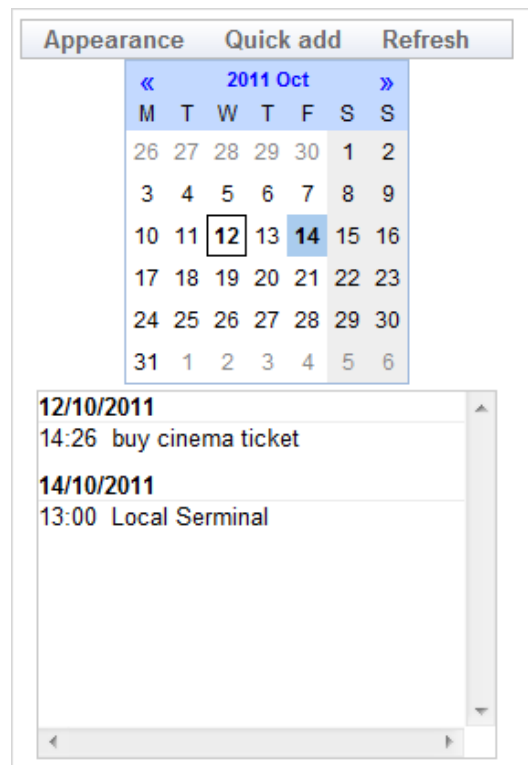 Appearance Quick add Refresh
« 2011 Oct »
M T W T F S S
26 27 28 29 30 1 2
3 4 5 6 7 8 9
10 11 12 13 14 15 16
17 18 19 20 21 22 23
24 25 26 27 28 29 30
31 1 2 3 4 5 6
12/10/2011
14:26 buy cinema ticket
14/10/2011
13:00 Local Serminal